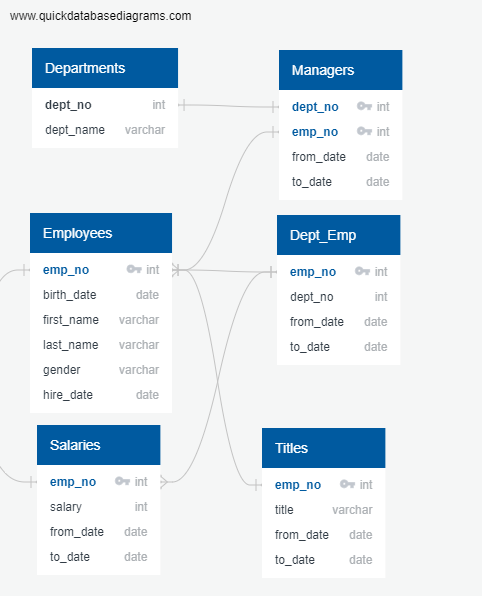 www.quickdatabasediagrams.com
Departments
dept_no int
dept_name varchar
Managers
dept_no int
emp_no int
from_date date
to_date date
Employees
emp_no int
birth_date date
first_name varchar
last_name varchar
gender varchar
hire_date date
Dept_Emp
emp_no int
dept_no int
from_date date
to_date date
Salaries
emp_no int
salary int
from_date date
to_date date
Titles
emp_no int
title varchar
from_date date
to_date date